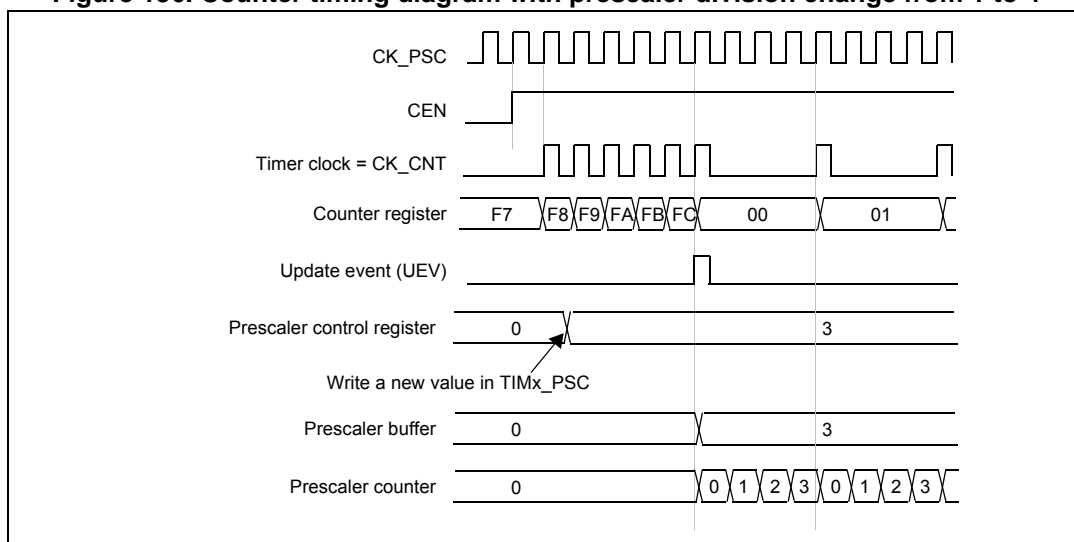 Figure 150. Counter timing diagram with prescaler division change from 1 to 4
CK_PSC
CEN
Timer clock = CK_CNT
Counter register F7 F8 F9 FA FB FC 00 01
Update event (UEV)
Prescaler control register 0 3
Write a new value in TIMx_PSC
Prescaler buffer 0 3
Prescaler counter 0 0 1 2 3 0 1 2 3